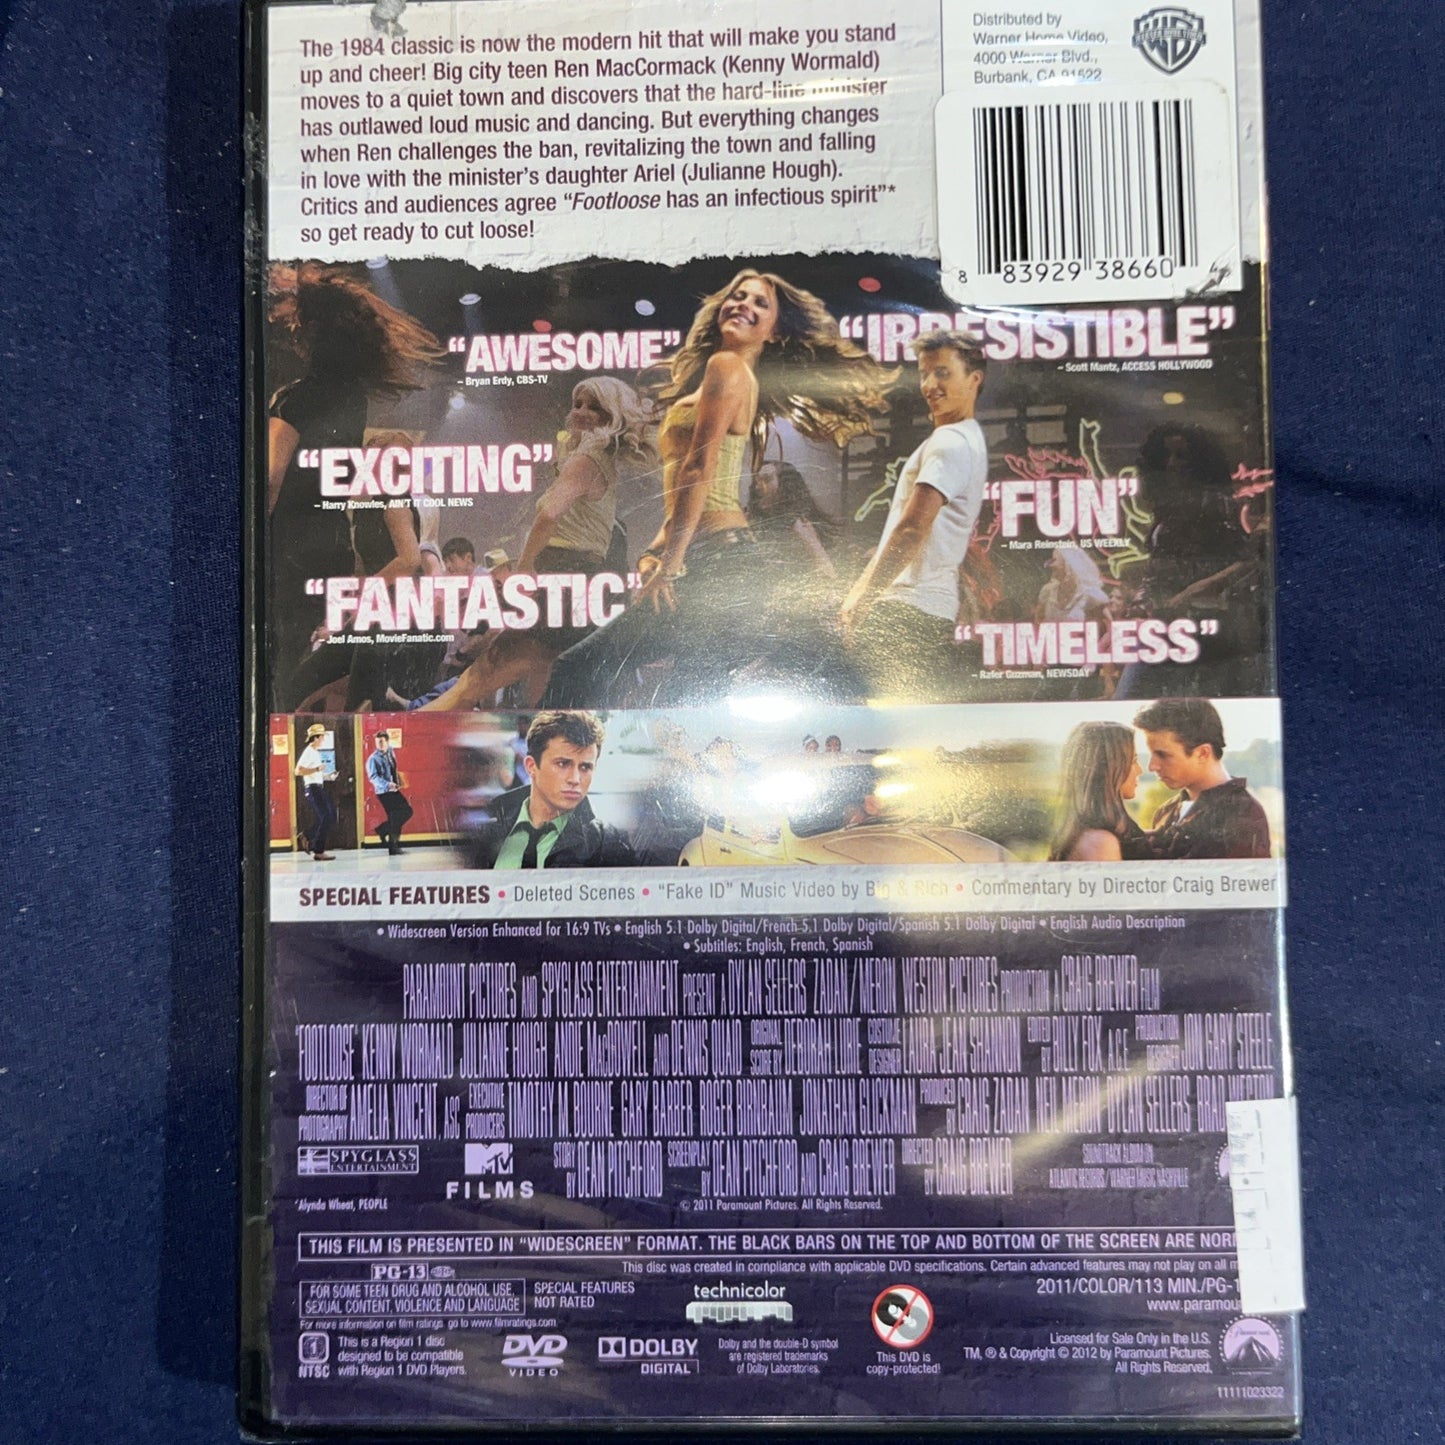 The 1984 classic is now the modern hit that will make you stand
up and cheer! Big city teen Ren MacCormack (Kenny Wormald)
moves to a quiet town and discovers that the hard-line minister
has outlawed loud music and dancing. But everything changes
when Ren challenges the ban, revitalizing the town and falling
in love with the minister's daughter Ariel (Julianne Hough).
Critics and audiences agree "Footloose has an infectious spirit"*
so get ready to cut loose!
Distributed by
Warner Home Video,
4000 Warner Blvd.,
Burbank, CA 91522
WB
8 83929 38660
"AWESOME"
– Bryan Erdy, CBS-TV
"IRRESISTIBLE"
– Scott Mantz, ACCESS HOLLYWOOD
"EXCITING"
– Harry Knowles, AIN'T IT COOL NEWS
"FUN"
– Mara Reinstein, US WEEKLY
"FANTASTIC"
– Joel Amos, MovieFanatic.com
"TIMELESS"
– Rafer Guzman, NEWSDAY
SPECIAL FEATURES • Deleted Scenes • "Fake ID" Music Video by Big & Rich • Commentary by Director Craig Brewer
• Widescreen Version Enhanced for 16:9 TVs • English 5.1 Dolby Digital/French 5.1 Dolby Digital/Spanish 5.1 Dolby Digital • English Audio Description
• Subtitles: English, French, Spanish
PARAMOUNT PICTURES AND SPYGLASS ENTERTAINMENT PRESENT A DYLAN SELLERS ZADAN/MERON WESTON PICTURES PRODUCTION A CRAIG BREWER FILM
"FOOTLOOSE" KENNY WORMALD JULIANNE HOUGH ANDIE MacDOWELL AND DENNIS QUAID ORIGINAL SCORE BY DEBORAH LURIE COSTUME DESIGNER LAURA JEAN SHANNON EDITED BY BILLY FOX, A.C.E. PRODUCTION DESIGNER JON GARY STEELE
DIRECTOR OF PHOTOGRAPHY AMELIA VINCENT, ASC EXECUTIVE PRODUCERS TIMOTHY M. BOURNE GARY BARBER ROGER BIRNBAUM JONATHAN GLICKMAN PRODUCED BY CRAIG ZADAN NEIL MERON DYLAN SELLERS BRAD WESTON
SPYGLASS
ENTERTAINMENT
MTV
FILMS
STORY BY DEAN PITCHFORD SCREENPLAY BY DEAN PITCHFORD AND CRAIG BREWER DIRECTED BY CRAIG BREWER
SOUNDTRACK ALBUM ON
ATLANTIC RECORDS / WARNER MUSIC NASHVILLE
*Alynda Wheat, PEOPLE
© 2011 Paramount Pictures. All Rights Reserved.
THIS FILM IS PRESENTED IN "WIDESCREEN" FORMAT. THE BLACK BARS ON THE TOP AND BOTTOM OF THE SCREEN ARE NOR
This disc was created in compliance with applicable DVD specifications. Certain advanced features may not play on all
PG-13
FOR SOME TEEN DRUG AND ALCOHOL USE,
SEXUAL CONTENT, VIOLENCE AND LANGUAGE
For more information on film ratings, go to www.filmratings.com
SPECIAL FEATURES
NOT RATED
technicolor
2011/COLOR/113 MIN./PG-1
www.paramou
1
NTSC
This is a Region 1 disc
designed to be compatible
with Region 1 DVD Players.
DVD
VIDEO
DOLBY
DIGITAL
Dolby and the double-D symbol
are registered trademarks
of Dolby Laboratories.
This DVD is
copy-protected!
Licensed for Sale Only in the U.S.
TM, ® & Copyright © 2012 by Paramount Pictures.
All Rights Reserved.
11111023322